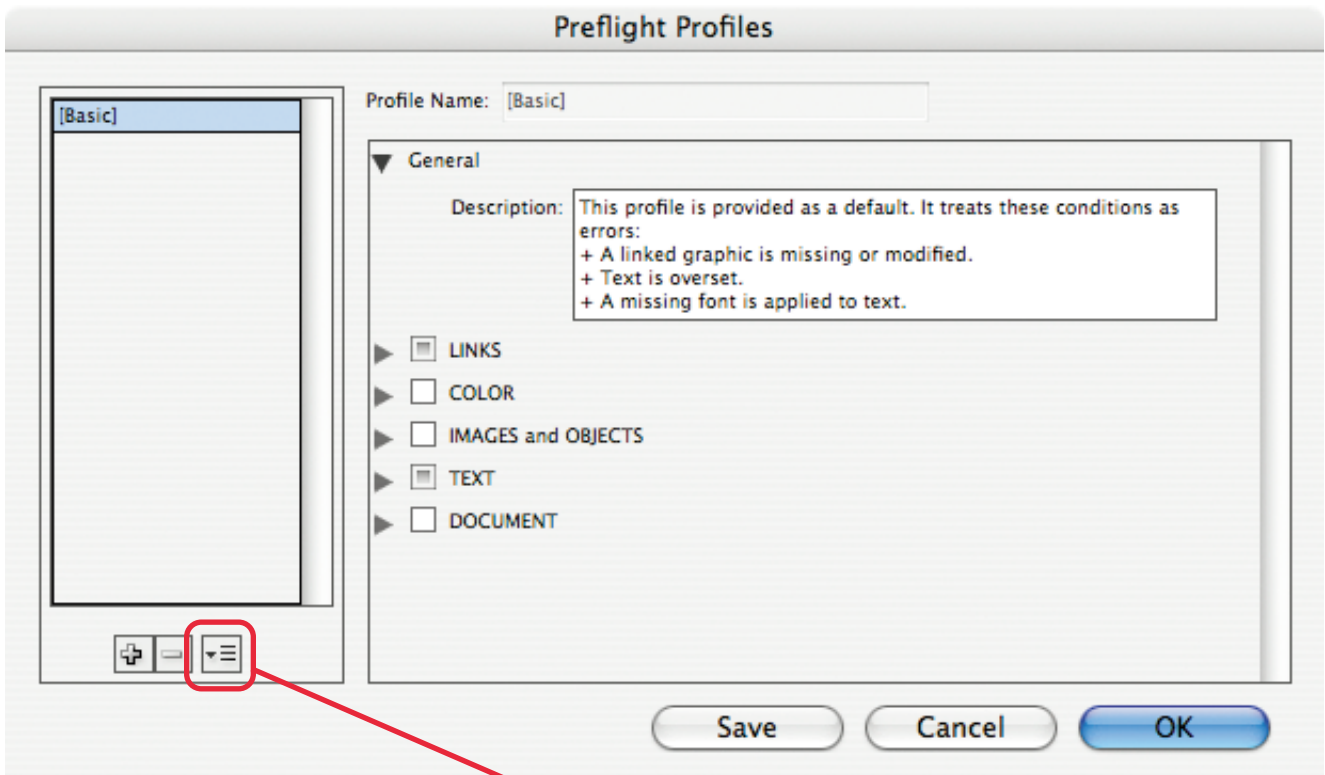 Preflight Profiles
[Basic]
Profile Name: [Basic]
General
Description: This profile is provided as a default. It treats these conditions as
errors:
+ A linked graphic is missing or modified.
+ Text is overset.
+ A missing font is applied to text.
LINKS
COLOR
IMAGES and OBJECTS
TEXT
DOCUMENT
Save Cancel OK